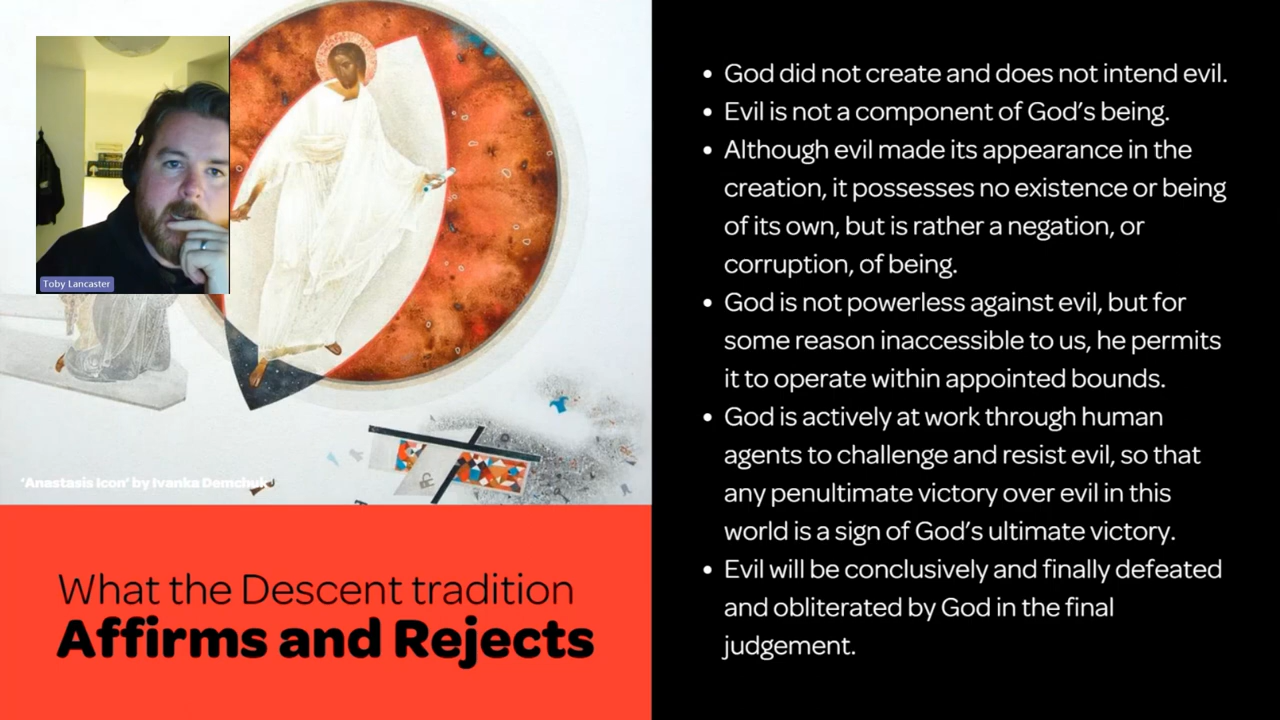 Toby Lancaster
'Anastasis Icon' by Ivanka Demchuk
What the Descent tradition
Affirms and Rejects
• God did not create and does not intend evil.
• Evil is not a component of God's being.
• Although evil made its appearance in the
creation, it possesses no existence or being
of its own, but is rather a negation, or
corruption, of being.
• God is not powerless against evil, but for
some reason inaccessible to us, he permits
it to operate within appointed bounds.
• God is actively at work through human
agents to challenge and resist evil, so that
any penultimate victory over evil in this
world is a sign of God's ultimate victory.
• Evil will be conclusively and finally defeated
and obliterated by God in the final
judgement.